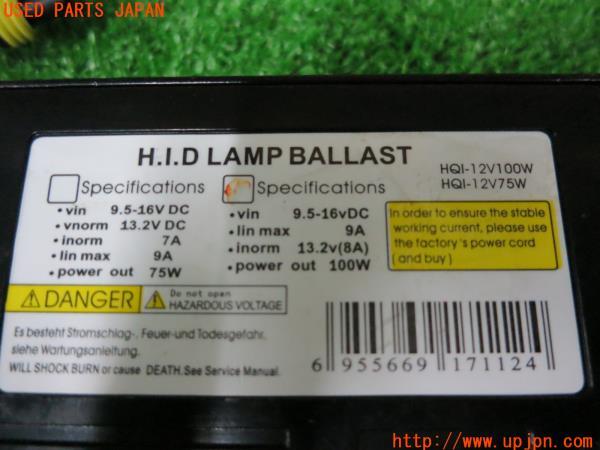 USED PARTS JAPAN
H.I.D LAMP BALLAST
HQI-12V100W
HQI-12V75W
Specifications
• vin 9.5-16V DC
• vnorm 13.2V DC
• inorm 7A
• Iin max 9A
• power out 75W
Specifications
• vin 9.5-16vDC
• Iin max 9A
• inorm 13.2v(8A)
• power out 100W
In order to ensure the stable
working current, please use
the factory's power cord
( and buy )
DANGER
Do not open
HAZARDOUS VOLTAGE
Es besteht Stromschlag-, Feuer-und Todesgefahr,
siehe Wartungsanleitung.
WILL SHOCK BURN or cause DEATH.See Service Manual.
6 955669 171124
http://www.upjpn.com/